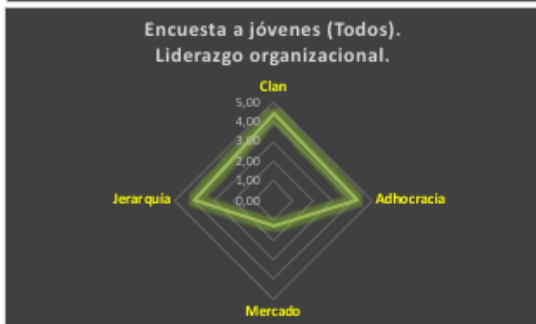 Encuesta a jóvenes (Todos).
Liderazgo organizacional.
Clan
5,00
4,00
3,00
2,00
1,00
0,00
Jerarquía
Adhocracia
Mercado